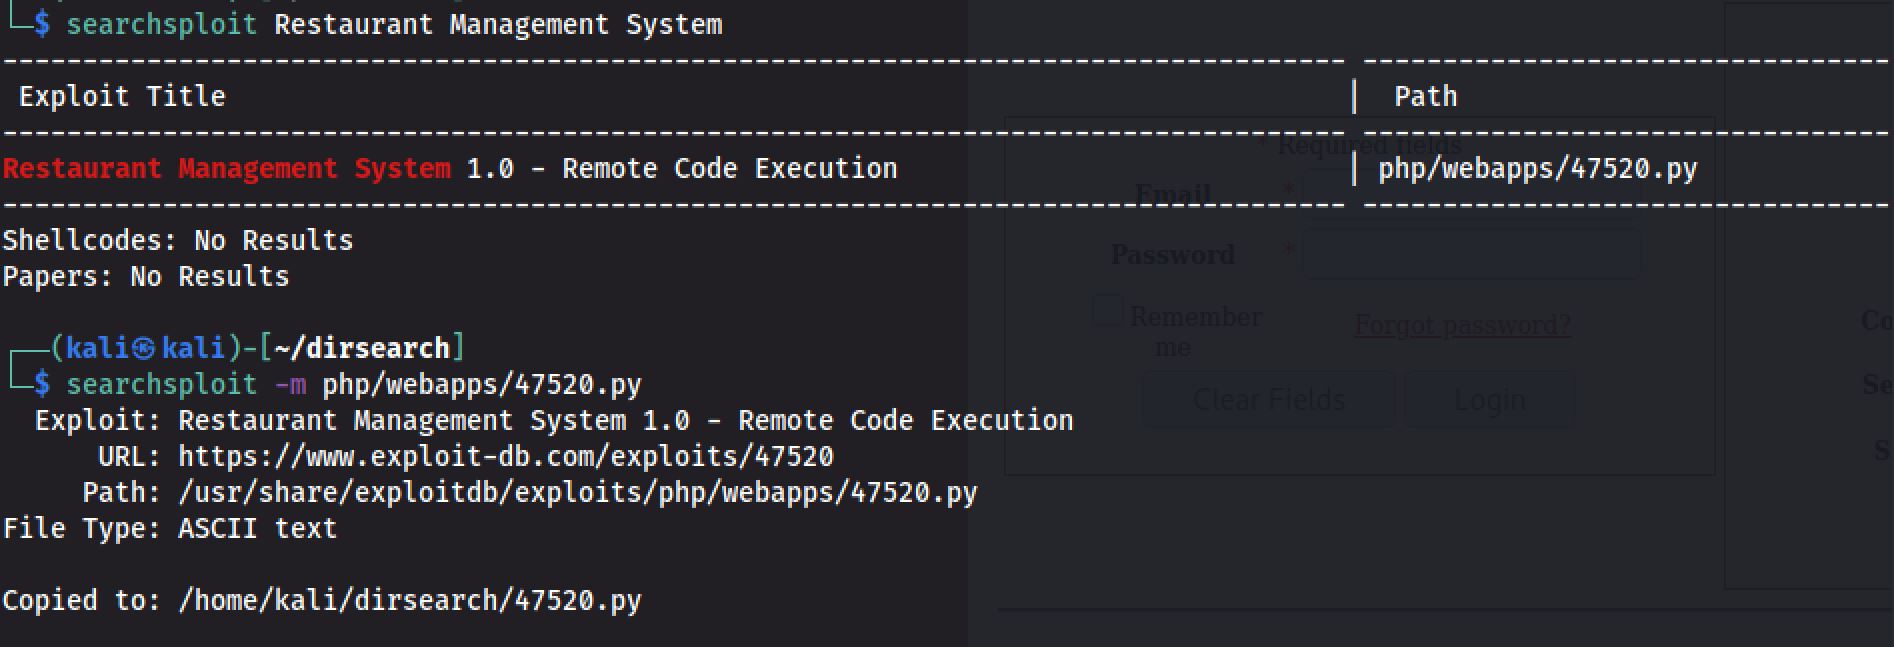 └─$ searchsploit Restaurant Management System
------------------------------------------------------------------------------------ ---------------------------------
Exploit Title | Path
------------------------------------------------------------------------------------ ---------------------------------
Restaurant Management System 1.0 - Remote Code Execution | php/webapps/47520.py
------------------------------------------------------------------------------------ ---------------------------------
Shellcodes: No Results
Papers: No Results
┌──(kali㉿kali)-[~/dirsearch]
└─$ searchsploit -m php/webapps/47520.py
Exploit: Restaurant Management System 1.0 - Remote Code Execution
URL: https://www.exploit-db.com/exploits/47520
Path: /usr/share/exploitdb/exploits/php/webapps/47520.py
File Type: ASCII text
Copied to: /home/kali/dirsearch/47520.py
* Required fields
Email *
Password *
Remember me
Forgot password?
Clear Fields
Login